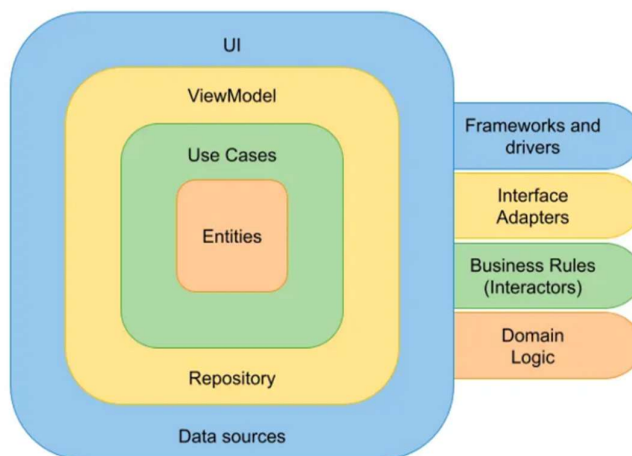 UI
ViewModel
Use Cases
Entities
Repository
Data sources
Frameworks and
drivers
Interface
Adapters
Business Rules
(Interactors)
Domain
Logic